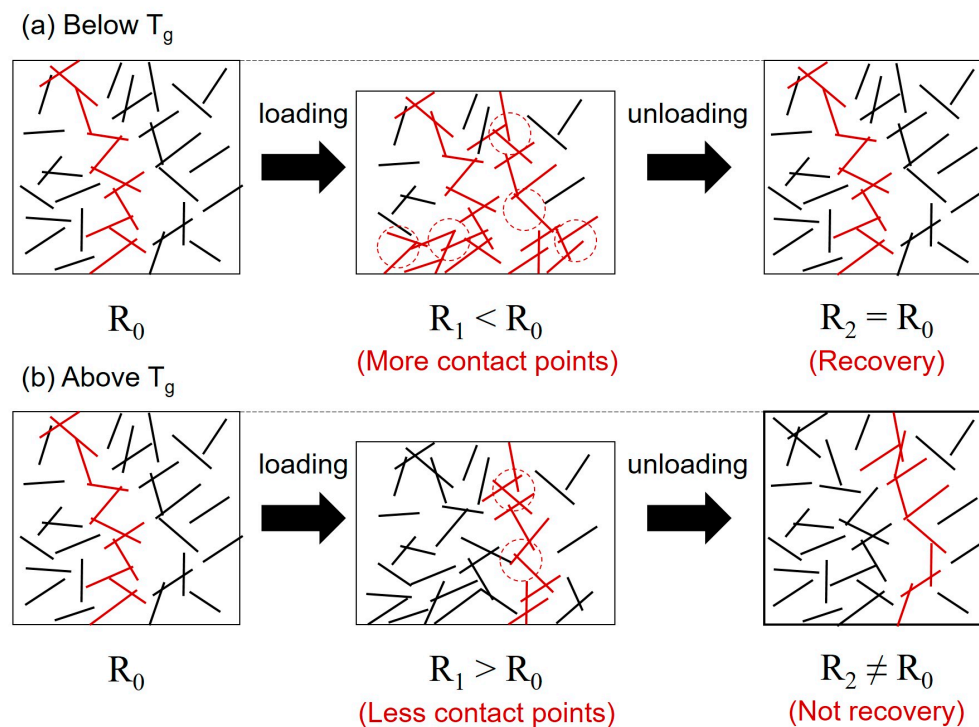 (a) Below Tg
loading
unloading
R0
R1 < R0
R2 = R0
(More contact points)
(Recovery)
(b) Above Tg
loading
unloading
R0
R1 > R0
R2 ≠ R0
(Less contact points)
(Not recovery)